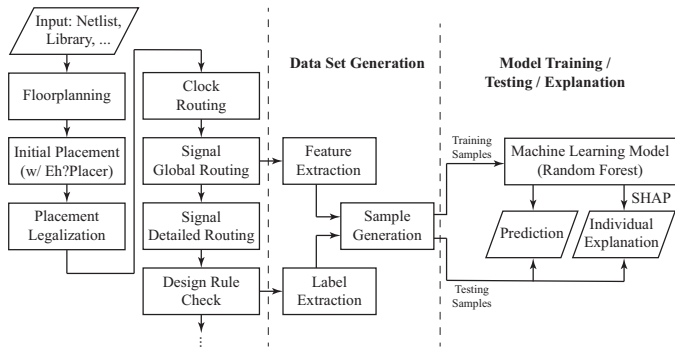 Input: Netlist,
Library, ...
Floorplanning
Initial Placement
(w/ Eh?Placer)
Placement
Legalization
Clock
Routing
Signal
Global Routing
Signal
Detailed Routing
Design Rule
Check
...
Data Set Generation
Feature
Extraction
Sample
Generation
Label
Extraction
Model Training /
Testing / Explanation
Training
Samples
Machine Learning Model
(Random Forest)
SHAP
Prediction
Individual
Explanation
Testing
Samples